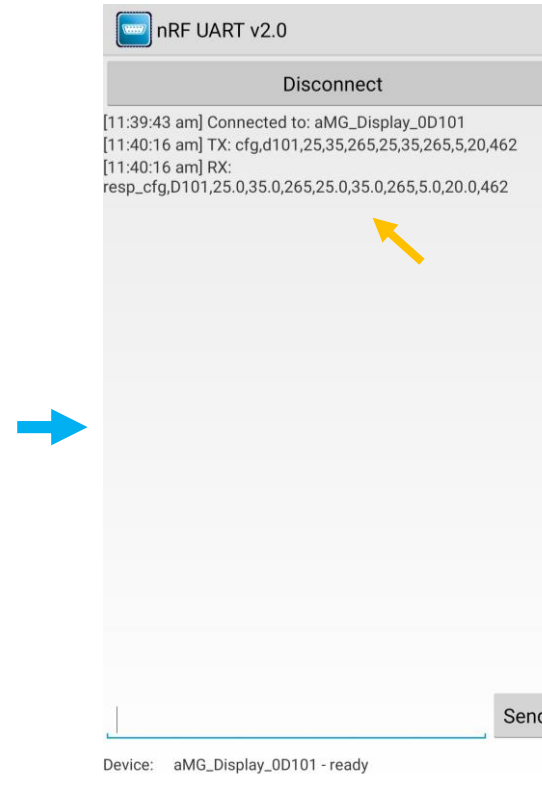 nRF UART v2.0
Disconnect
[11:39:43 am] Connected to: aMG_Display_0D101
[11:40:16 am] TX: cfg,d101,25,35,265,25,35,265,5,20,462
[11:40:16 am] RX:
resp_cfg,D101,25.0,35.0,265,25.0,35.0,265,5.0,20.0,462
Send
Device: aMG_Display_0D101 - ready